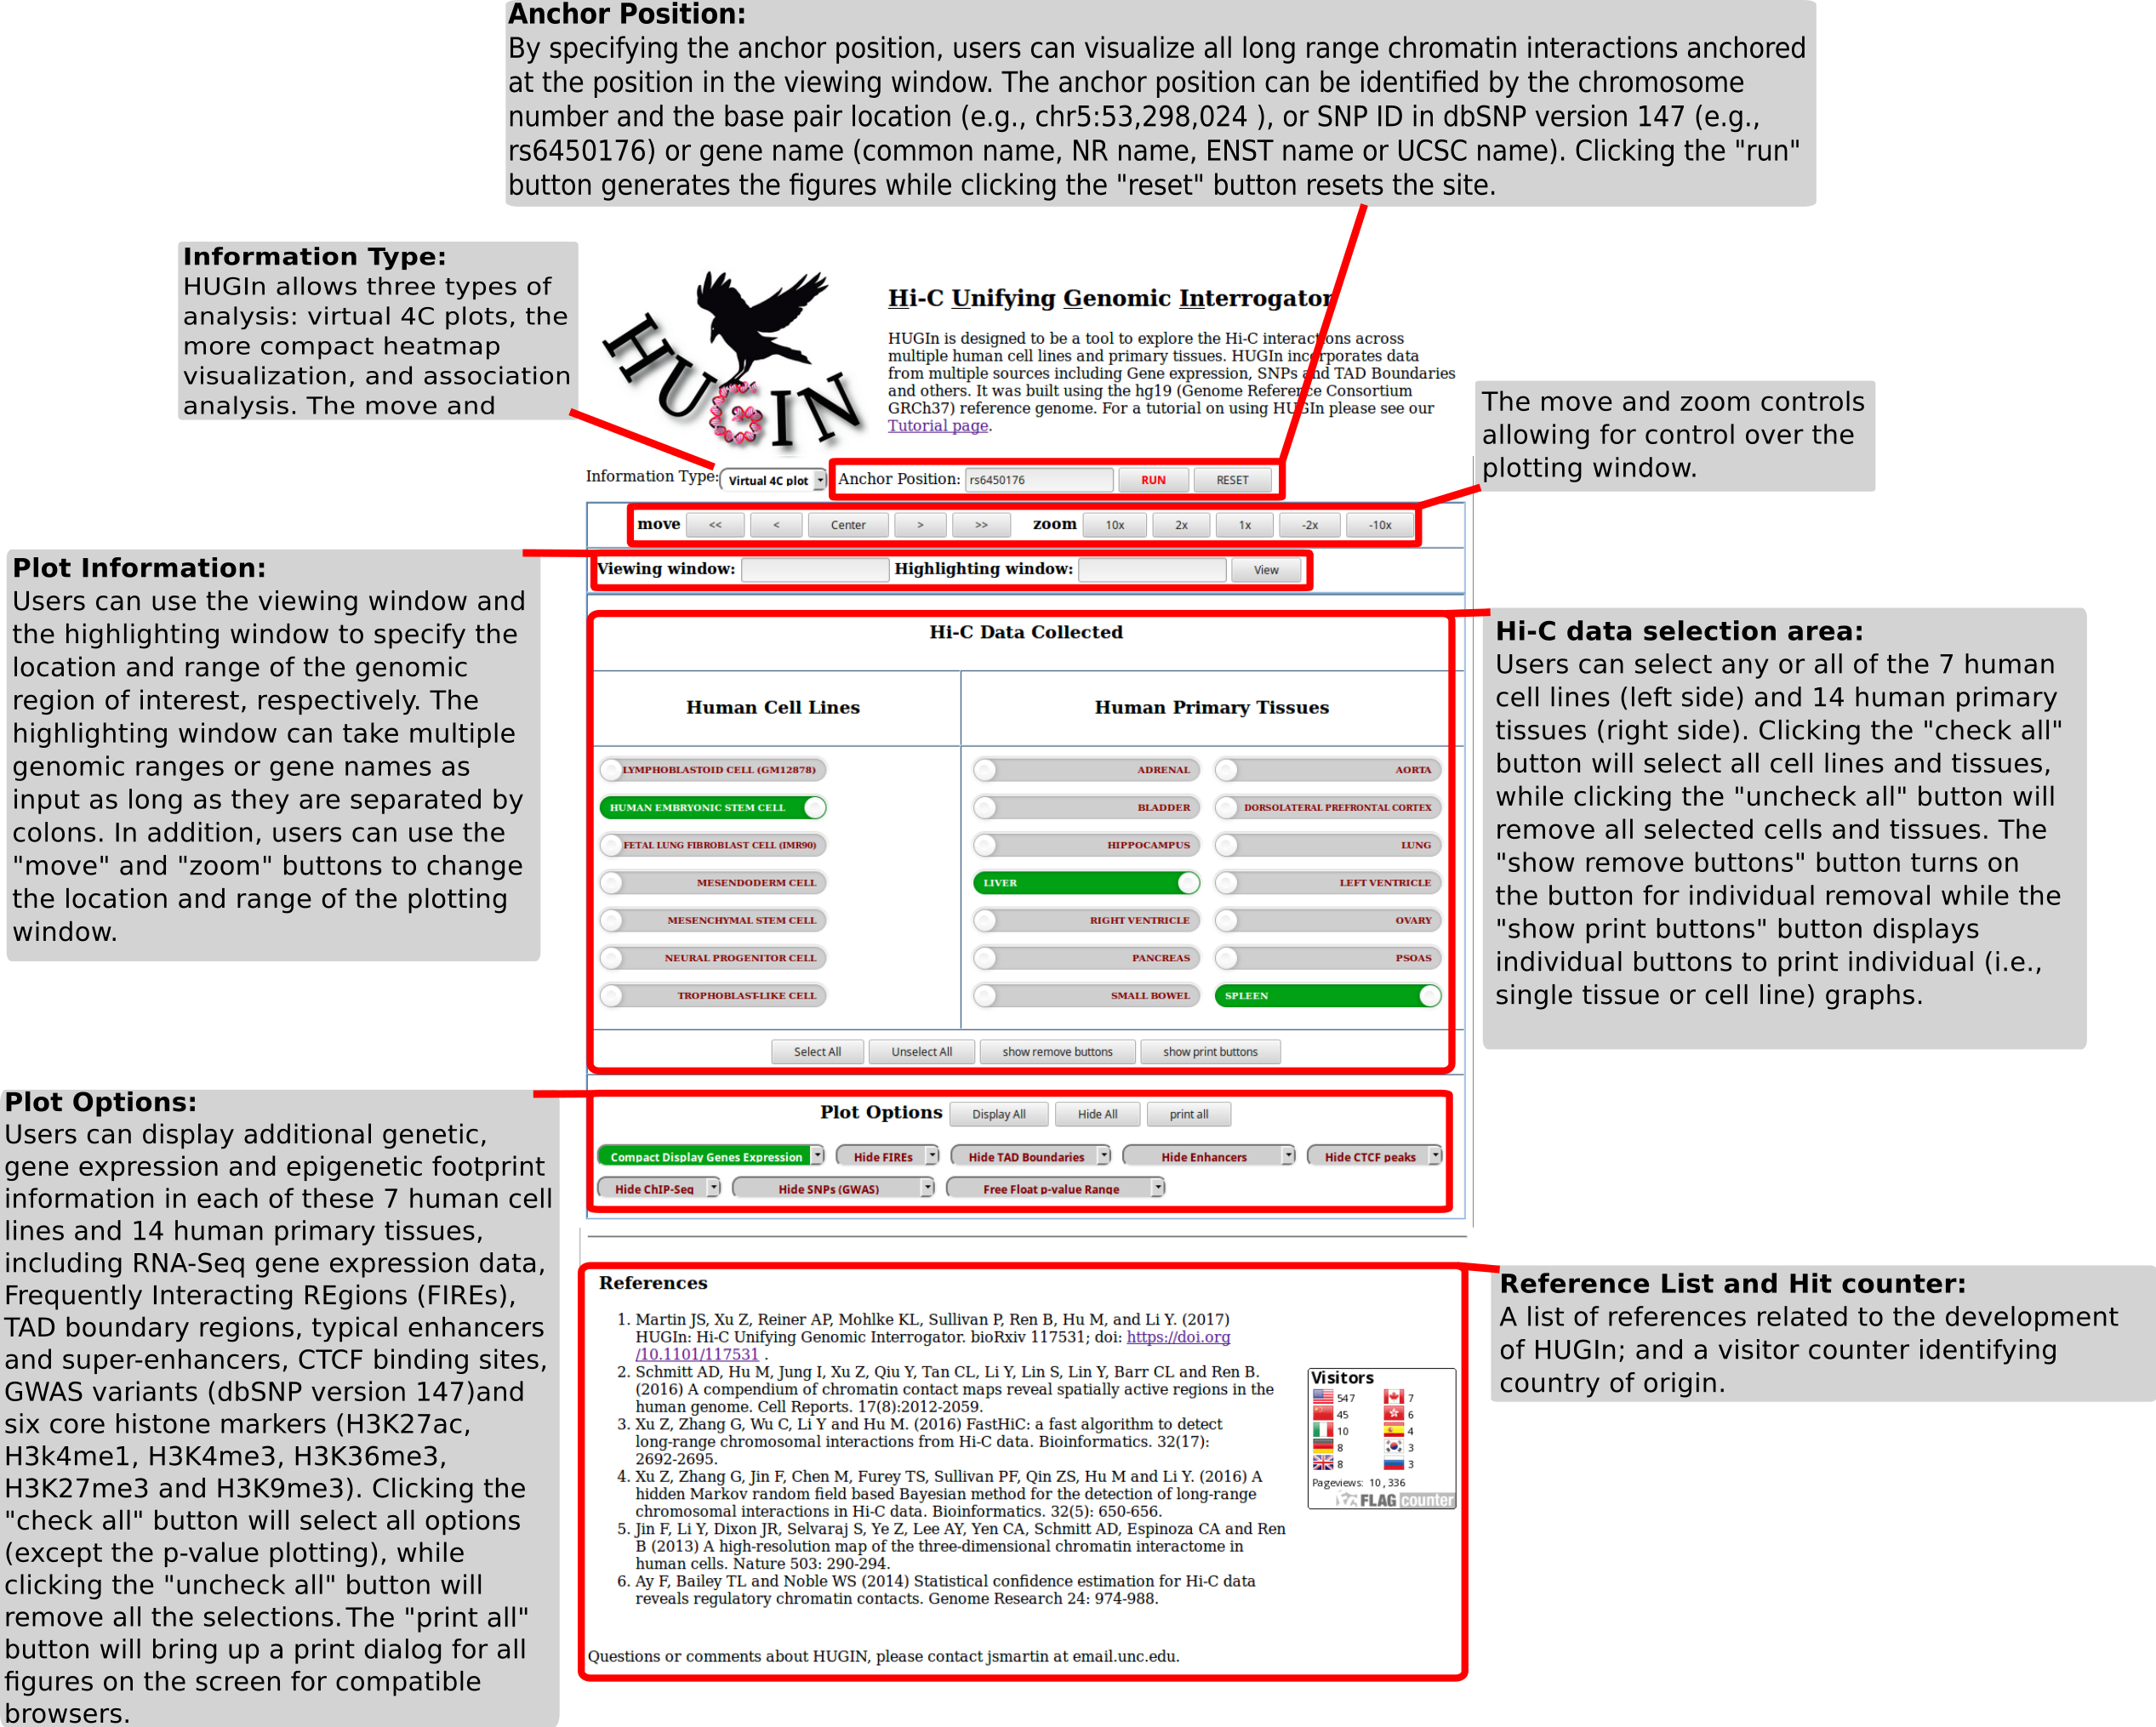 Anchor Position:
By specifying the anchor position, users can visualize all long range chromatin interactions anchored
at the position in the viewing window. The anchor position can be identified by the chromosome
number and the base pair location (e.g., chr5:53,298,024 ), or SNP ID in dbSNP version 147 (e.g.,
rs6450176) or gene name (common name, NR name, ENST name or UCSC name). Clicking the "run"
button generates the figures while clicking the "reset" button resets the site.
Information Type:
HUGIn allows three types of
analysis: virtual 4C plots, the
more compact heatmap
visualization, and association
analysis. The move and
HUGIN
Hi-C Unifying Genomic Interrogator
HUGIn is designed to be a tool to explore the Hi-C interactions across
multiple human cell lines and primary tissues. HUGIn incorporates data
from multiple sources including Gene expression, SNPs and TAD Boundaries
and others. It was built using the hg19 (Genome Reference Consortium
GRCh37) reference genome. For a tutorial on using HUGIn please see our
Tutorial page.
The move and zoom controls
allowing for control over the
plotting window.
Information Type: Virtual 4C plot Anchor Position: rs6450176 RUN RESET
move << < Center > >> zoom 10x 2x 1x -2x -10x
Viewing window: Highlighting window: View
Plot Information:
Users can use the viewing window and
the highlighting window to specify the
location and range of the genomic
region of interest, respectively. The
highlighting window can take multiple
genomic ranges or gene names as
input as long as they are separated by
colons. In addition, users can use the
"move" and "zoom" buttons to change
the location and range of the plotting
window.
Hi-C Data Collected
Human Cell Lines Human Primary Tissues
LYMPHOBLASTOID CELL (GM12878) ADRENAL AORTA
HUMAN EMBRYONIC STEM CELL BLADDER DORSOLATERAL PREFRONTAL CORTEX
FETAL LUNG FIBROBLAST CELL (IMR90) HIPPOCAMPUS LUNG
MESENDODERM CELL LIVER LEFT VENTRICLE
MESENCHYMAL STEM CELL RIGHT VENTRICLE OVARY
NEURAL PROGENITOR CELL PANCREAS PSOAS
TROPHOBLAST-LIKE CELL SMALL BOWEL SPLEEN
Select All Unselect All show remove buttons show print buttons
Hi-C data selection area:
Users can select any or all of the 7 human
cell lines (left side) and 14 human primary
tissues (right side). Clicking the "check all"
button will select all cell lines and tissues,
while clicking the "uncheck all" button will
remove all selected cells and tissues. The
"show remove buttons" button turns on
the button for individual removal while the
"show print buttons" button displays
individual buttons to print individual (i.e.,
single tissue or cell line) graphs.
Plot Options:
Users can display additional genetic,
gene expression and epigenetic footprint
information in each of these 7 human cell
lines and 14 human primary tissues,
including RNA-Seq gene expression data,
Frequently Interacting REgions (FIREs),
TAD boundary regions, typical enhancers
and super-enhancers, CTCF binding sites,
GWAS variants (dbSNP version 147)and
six core histone markers (H3K27ac,
H3k4me1, H3K4me3, H3K36me3,
H3K27me3 and H3K9me3). Clicking the
"check all" button will select all options
(except the p-value plotting), while
clicking the "uncheck all" button will
remove all the selections. The "print all"
button will bring up a print dialog for all
figures on the screen for compatible
browsers.
Plot Options Display All Hide All print all
Compact Display Genes Expression Hide FIREs Hide TAD Boundaries Hide Enhancers Hide CTCF peaks
Hide ChIP-Seq Hide SNPs (GWAS) Free Float p-value Range
References
1. Martin JS, Xu Z, Reiner AP, Mohlke KL, Sullivan P, Ren B, Hu M, and Li Y. (2017)
HUGIn: Hi-C Unifying Genomic Interrogator. bioRxiv 117531; doi: https://doi.org
/10.1101/117531 .
2. Schmitt AD, Hu M, Jung I, Xu Z, Qiu Y, Tan CL, Li Y, Lin S, Lin Y, Barr CL and Ren B.
(2016) A compendium of chromatin contact maps reveal spatially active regions in the
human genome. Cell Reports. 17(8):2012-2059.
3. Xu Z, Zhang G, Wu C, Li Y and Hu M. (2016) FastHiC: a fast algorithm to detect
long-range chromosomal interactions from Hi-C data. Bioinformatics. 32(17):
2692-2695.
4. Xu Z, Zhang G, Jin F, Chen M, Furey TS, Sullivan PF, Qin ZS, Hu M and Li Y. (2016) A
hidden Markov random field based Bayesian method for the detection of long-range
chromosomal interactions in Hi-C data. Bioinformatics. 32(5): 650-656.
5. Jin F, Li Y, Dixon JR, Selvaraj S, Ye Z, Lee AY, Yen CA, Schmitt AD, Espinoza CA and Ren
B (2013) A high-resolution map of the three-dimensional chromatin interactome in
human cells. Nature 503: 290-294.
6. Ay F, Bailey TL and Noble WS (2014) Statistical confidence estimation for Hi-C data
reveals regulatory chromatin contacts. Genome Research 24: 974-988.
Visitors
547 7
45 6
10 4
8 3
8 3
Pageviews: 10,336
FLAG counter
Questions or comments about HUGIN, please contact jsmartin at email.unc.edu.
Reference List and Hit counter:
A list of references related to the development
of HUGIn; and a visitor counter identifying
country of origin.